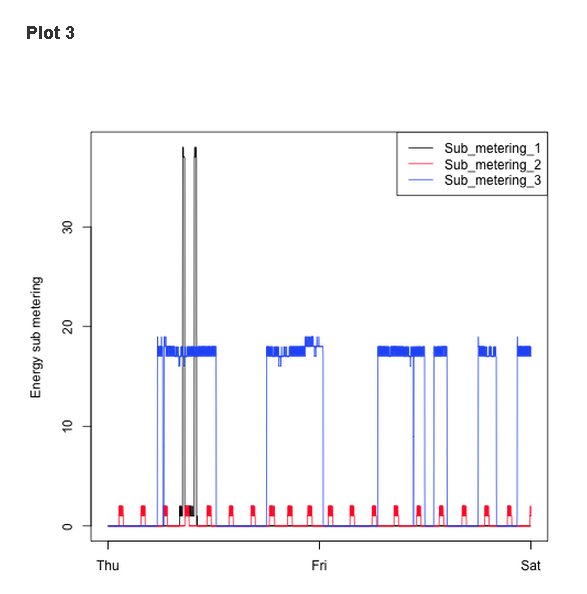 Plot 3
Sub_metering_1
Sub_metering_2
Sub_metering_3
Energy sub metering
30
20
10
0
Thu Fri Sat